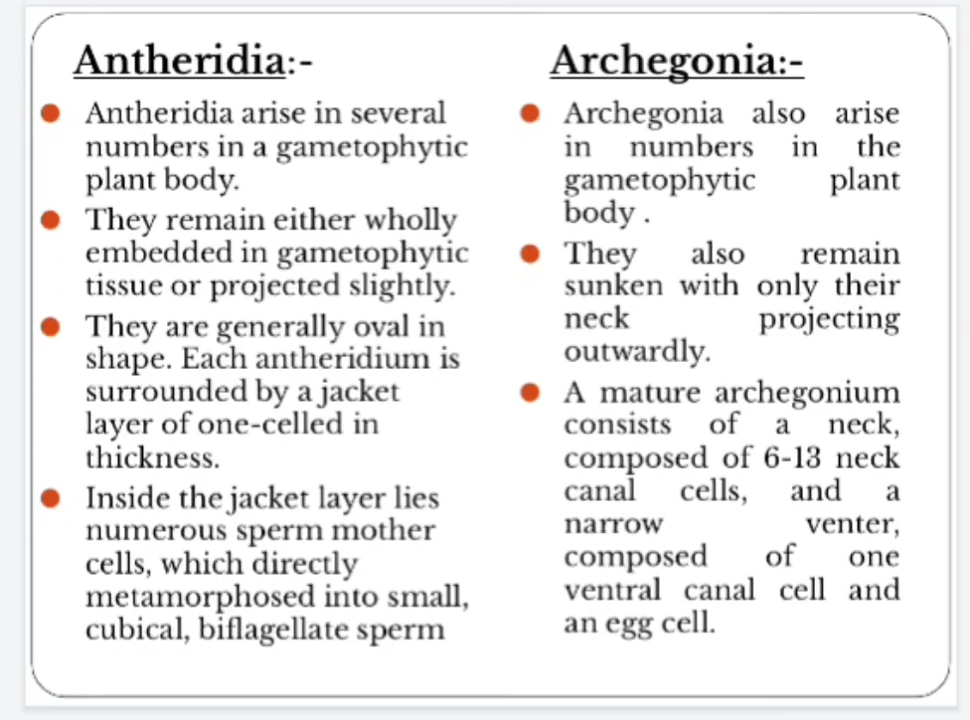 Antheridia:-
Antheridia arise in several
numbers in a gametophytic
plant body.
They remain either wholly
embedded in gametophytic
tissue or projected slightly.
They are generally oval in
shape. Each antheridium is
surrounded by a jacket
layer of one-celled in
thickness.
Inside the jacket layer lies
numerous sperm mother
cells, which directly
metamorphosed into small,
cubical, biflagellate sperm
Archegonia:-
Archegonia also arise
in numbers in the
gametophytic plant
body .
They also remain
sunken with only their
neck projecting
outwardly.
A mature archegonium
consists of a neck,
composed of 6-13 neck
canal cells, and a
narrow venter,
composed of one
ventral canal cell and
an egg cell.